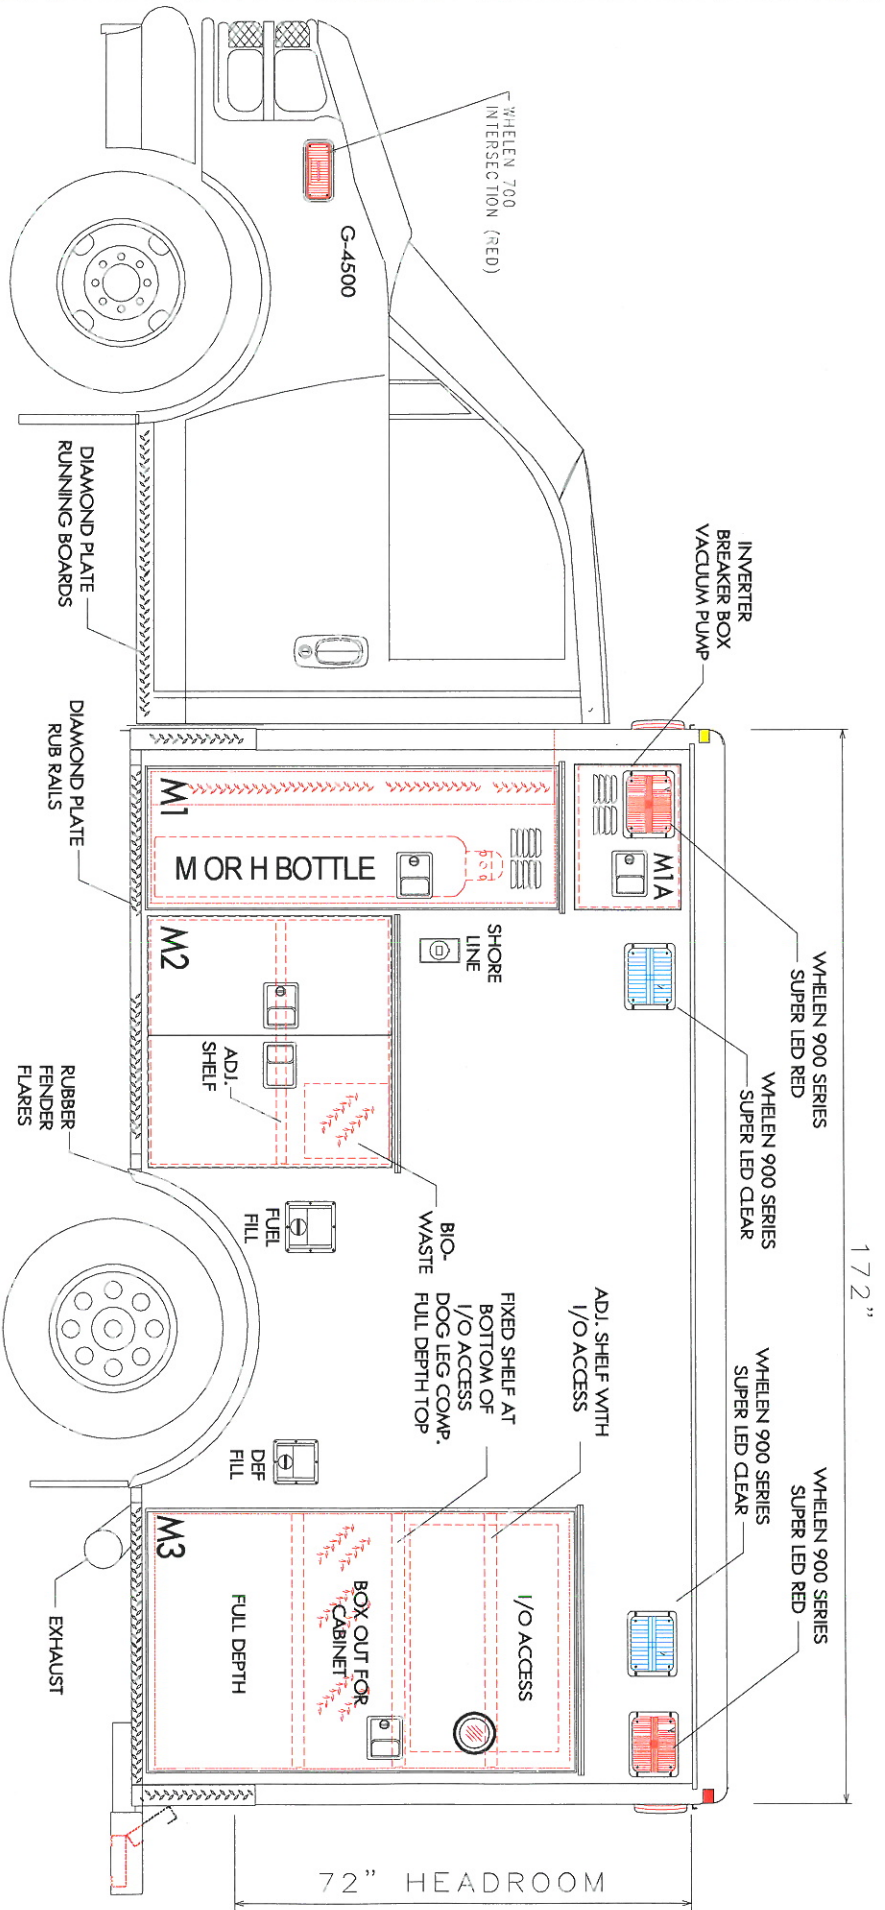 172"
WHELEN 900 SERIES
SUPER LED RED
WHELEN 900 SERIES
SUPER LED CLEAR
WHELEN 900 SERIES
SUPER LED CLEAR
WHELEN 900 SERIES
SUPER LED RED
INVERTER
BREAKER BOX
VACUUM PUMP
WHELEN 700
INTERSECTION (RED)
G-4500
M1A
M1
M OR H BOTTLE
SHORE
LINE
M2
ADJ.
SHELF
BIO-
WASTE
FUEL
FILL
ADJ. SHELF WITH
I/O ACCESS
FIXED SHELF AT
BOTTOM OF
I/O ACCESS
DOG LEG COMP.
FULL DEPTH TOP
DEF
FILL
I/O ACCESS
BOX OUT FOR
CABINET
FULL DEPTH
M3
72" HEADROOM
DIAMOND PLATE
RUNNING BOARDS
DIAMOND PLATE
RUB RAILS
RUBBER
FENDER
FLARES
EXHAUST